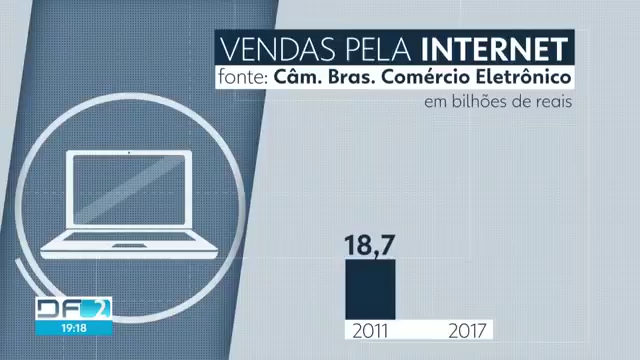 VENDAS PELA INTERNET
fonte: Câm. Bras. Comércio Eletrônico
em bilhões de reais
18,7
2011 2017
DF2
19:18